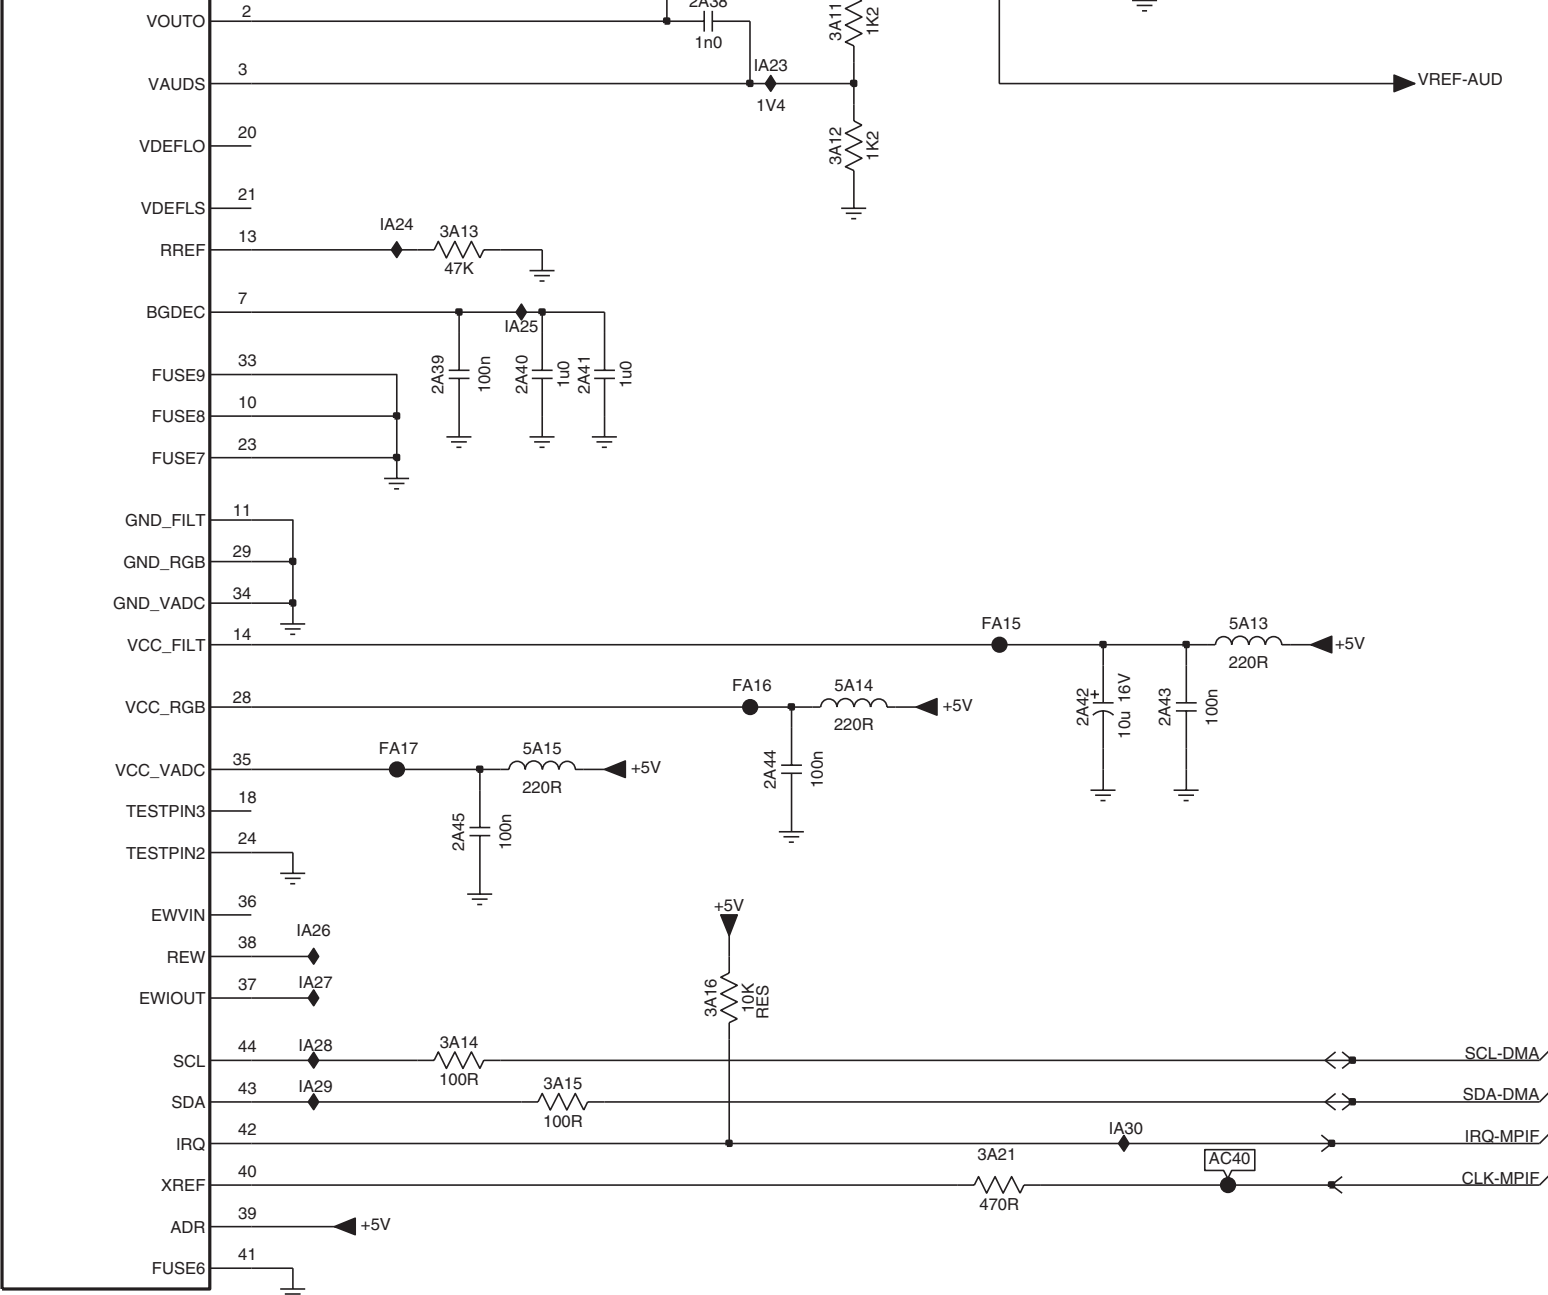 VOUTO 2 2A38
1n0
3A11 1K2
VAUDS 3 IA23
1V4
VREF-AUD
VDEFLO 20
3A12 1K2
VDEFLS 21
RREF 13 IA24 3A13
47K
BGDEC 7
IA25
2A39 100n 2A40 1u0 2A41 1u0
FUSE9 33
FUSE8 10
FUSE7 23
GND_FILT 11
GND_RGB 29
GND_VADC 34
VCC_FILT 14 FA15 5A13 +5V
220R
2A42 + 10u 16V 2A43 100n
VCC_RGB 28 FA16 5A14 +5V
220R
2A44 100n
VCC_VADC 35 FA17 5A15 +5V
220R
2A45 100n
TESTPIN3 18
TESTPIN2 24
EWVIN 36
+5V
REW 38 IA26
EWIOUT 37 IA27
3A16 10K RES
SCL 44 IA28 3A14 SCL-DMA
100R
SDA 43 IA29 3A15 SDA-DMA
100R
IRQ 42 IA30 IRQ-MPIF
XREF 40 3A21 AC40 CLK-MPIF
470R
ADR 39 +5V
FUSE6 41